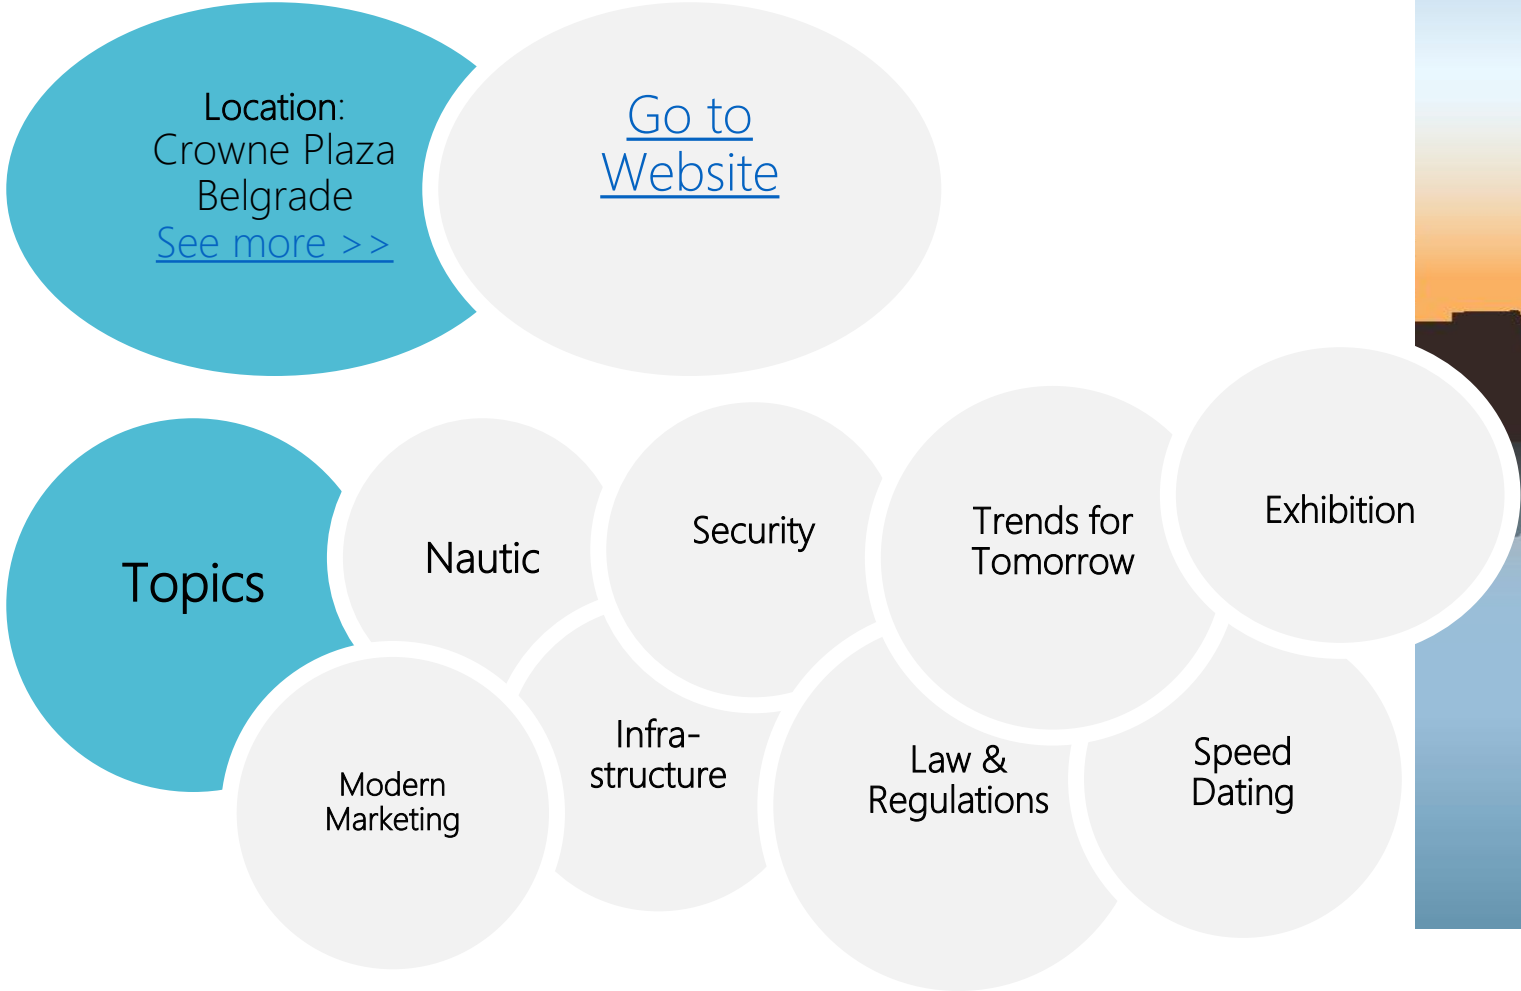 Location:
Crowne Plaza
Belgrade
See more >>
Go to
Website
Topics
Nautic
Security
Trends for
Tomorrow
Exhibition
Modern
Marketing
Infra-
structure
Law &
Regulations
Speed
Dating